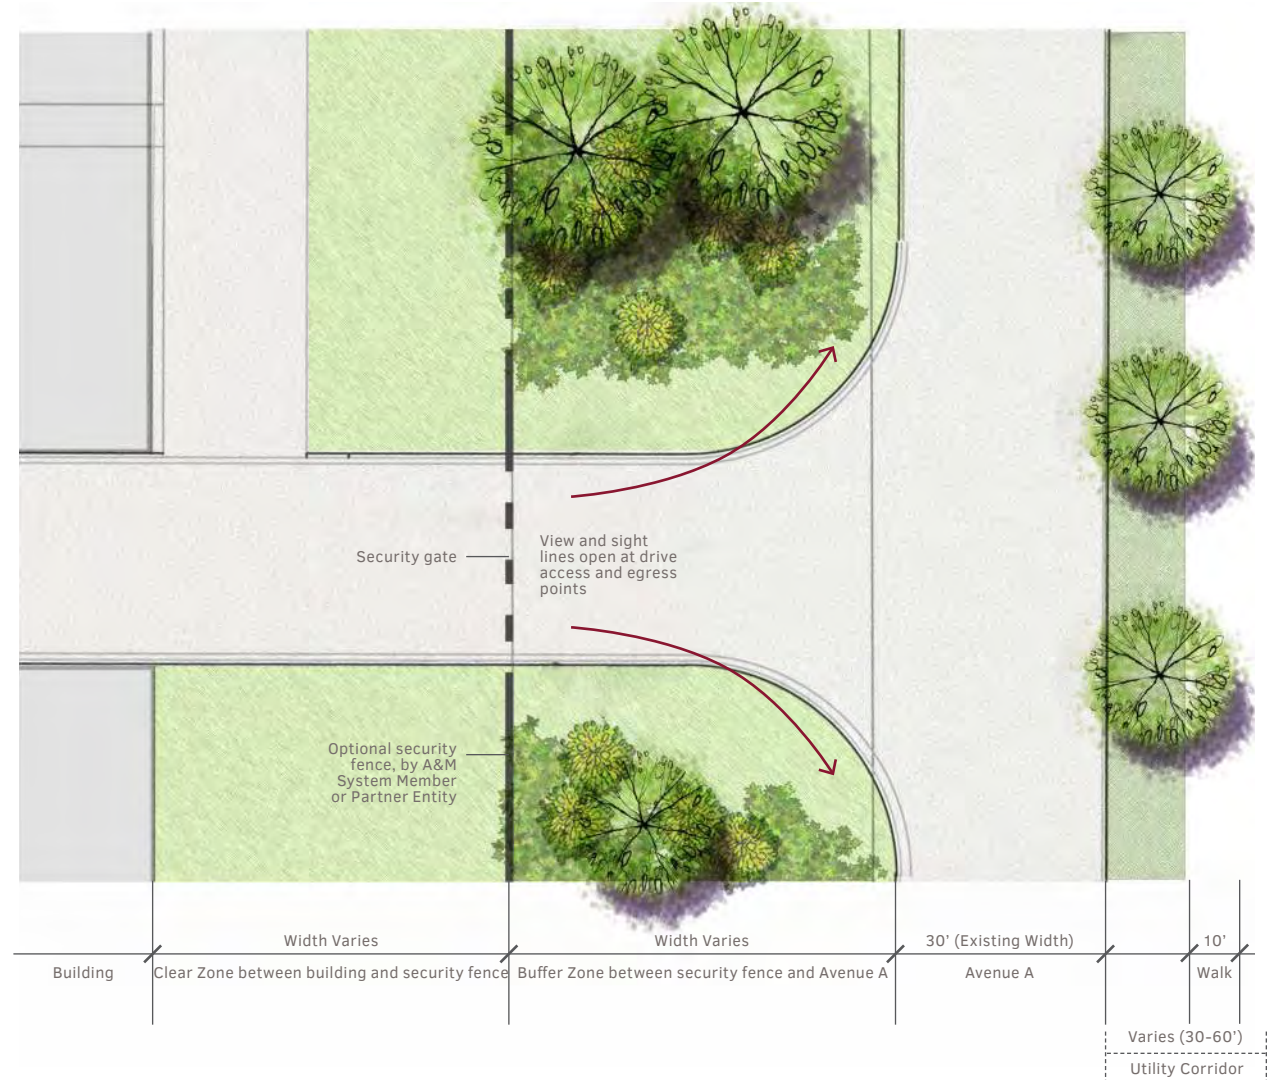 Security gate
View and sight
lines open at drive
access and egress
points
Optional security
fence, by A&M
System Member
or Partner Entity
Width Varies
Width Varies
30’ (Existing Width)
10’
Building
Clear Zone between building and security fence
Buffer Zone between security fence and Avenue A
Avenue A
Walk
Varies (30-60’)
Utility Corridor